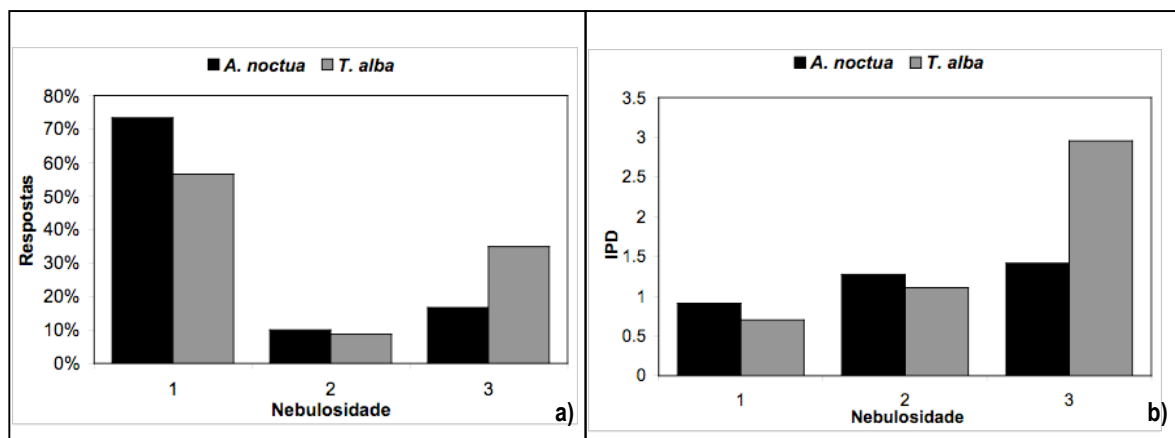 A. noctua T. alba
80%
70%
60%
50%
40%
30%
20%
10%
0%
Respostas
1 2 3
Nebulosidade
a)
A. noctua T. alba
3.5
3
2.5
2
1.5
1
0.5
0
IPD
1 2 3
Nebulosidade
b)